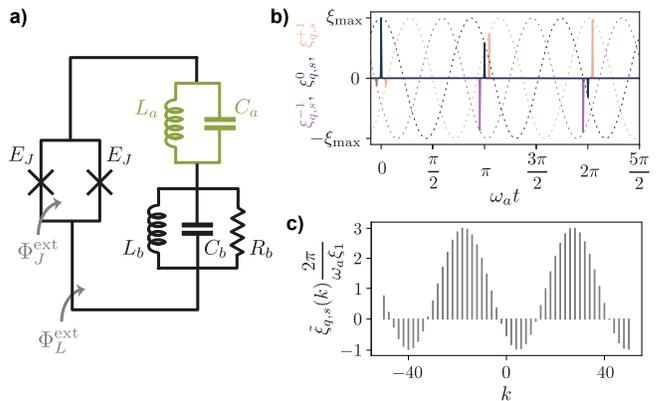 a)
L_a
C_a
E_J
E_J
Φ_J^ext
L_b
C_b
R_b
Φ_L^ext
b)
ξ_{q,s}^{-1}, ξ_{q,s}^0, ξ_{q,s}^{+1}
ξ_max
0
−ξ_max
0
π/2
π
3π/2
2π
5π/2
ω_a t
c)
ξ̃_{q,s}(k) 2π/(ω_a ξ_1)
3
2
1
0
−1
−40
0
40
k